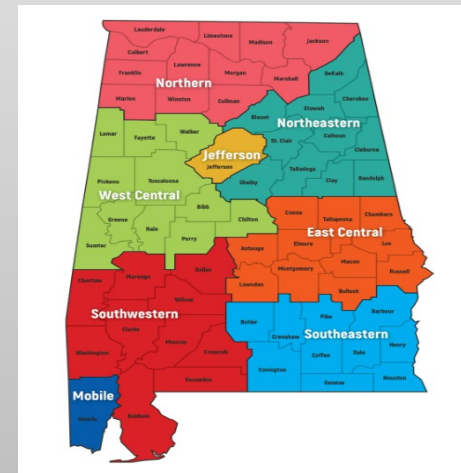 Lauderdale
Limestone
Madison
Jackson
Colbert
Lawrence
Franklin
Morgan
Marshall
DeKalb
Northern
Marion
Winston
Cullman
Cherokee
Etowah
Blount
Northeastern
Lamar
Fayette
Walker
Calhoun
St. Clair
Jefferson
Jefferson
Cleburne
Talladega
Randolph
Pickens
Tuscaloosa
Shelby
Clay
West Central
Bibb
Chilton
Coosa
Tallapoosa
Chambers
Greene
Hale
East Central
Perry
Autauga
Elmore
Lee
Sumter
Macon
Dallas
Montgomery
Russell
Choctaw
Marengo
Lowndes
Bullock
Wilcox
Southwestern
Butler
Pike
Barbour
Clarke
Crenshaw
Southeastern
Monroe
Henry
Washington
Conecuh
Coffee
Dale
Covington
Escambia
Geneva
Houston
Mobile
Mobile
Baldwin